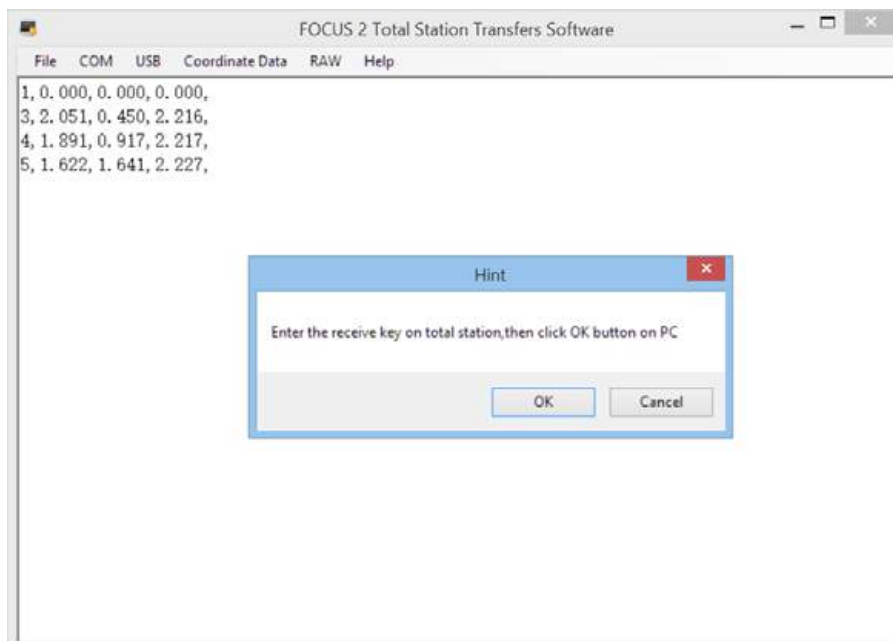 FOCUS 2 Total Station Transfers Software
File COM USB Coordinate Data RAW Help
1, 0. 000, 0. 000, 0. 000,
3, 2. 051, 0. 450, 2. 216,
4, 1. 891, 0. 917, 2. 217,
5, 1. 622, 1. 641, 2. 227,
Hint
Enter the receive key on total station,then click OK button on PC
OK Cancel